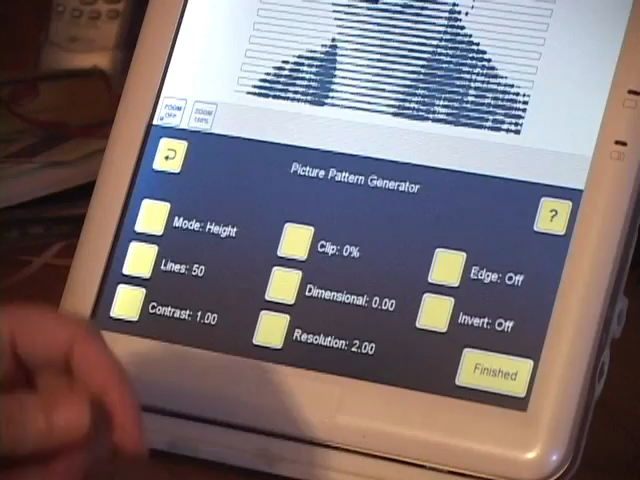 ZOOM OFF
ZOOM 100%
Picture Pattern Generator
?
Mode: Height
Clip: 0%
Edge: Off
Lines: 50
Dimensional: 0.00
Invert: Off
Contrast: 1.00
Resolution: 2.00
Finished